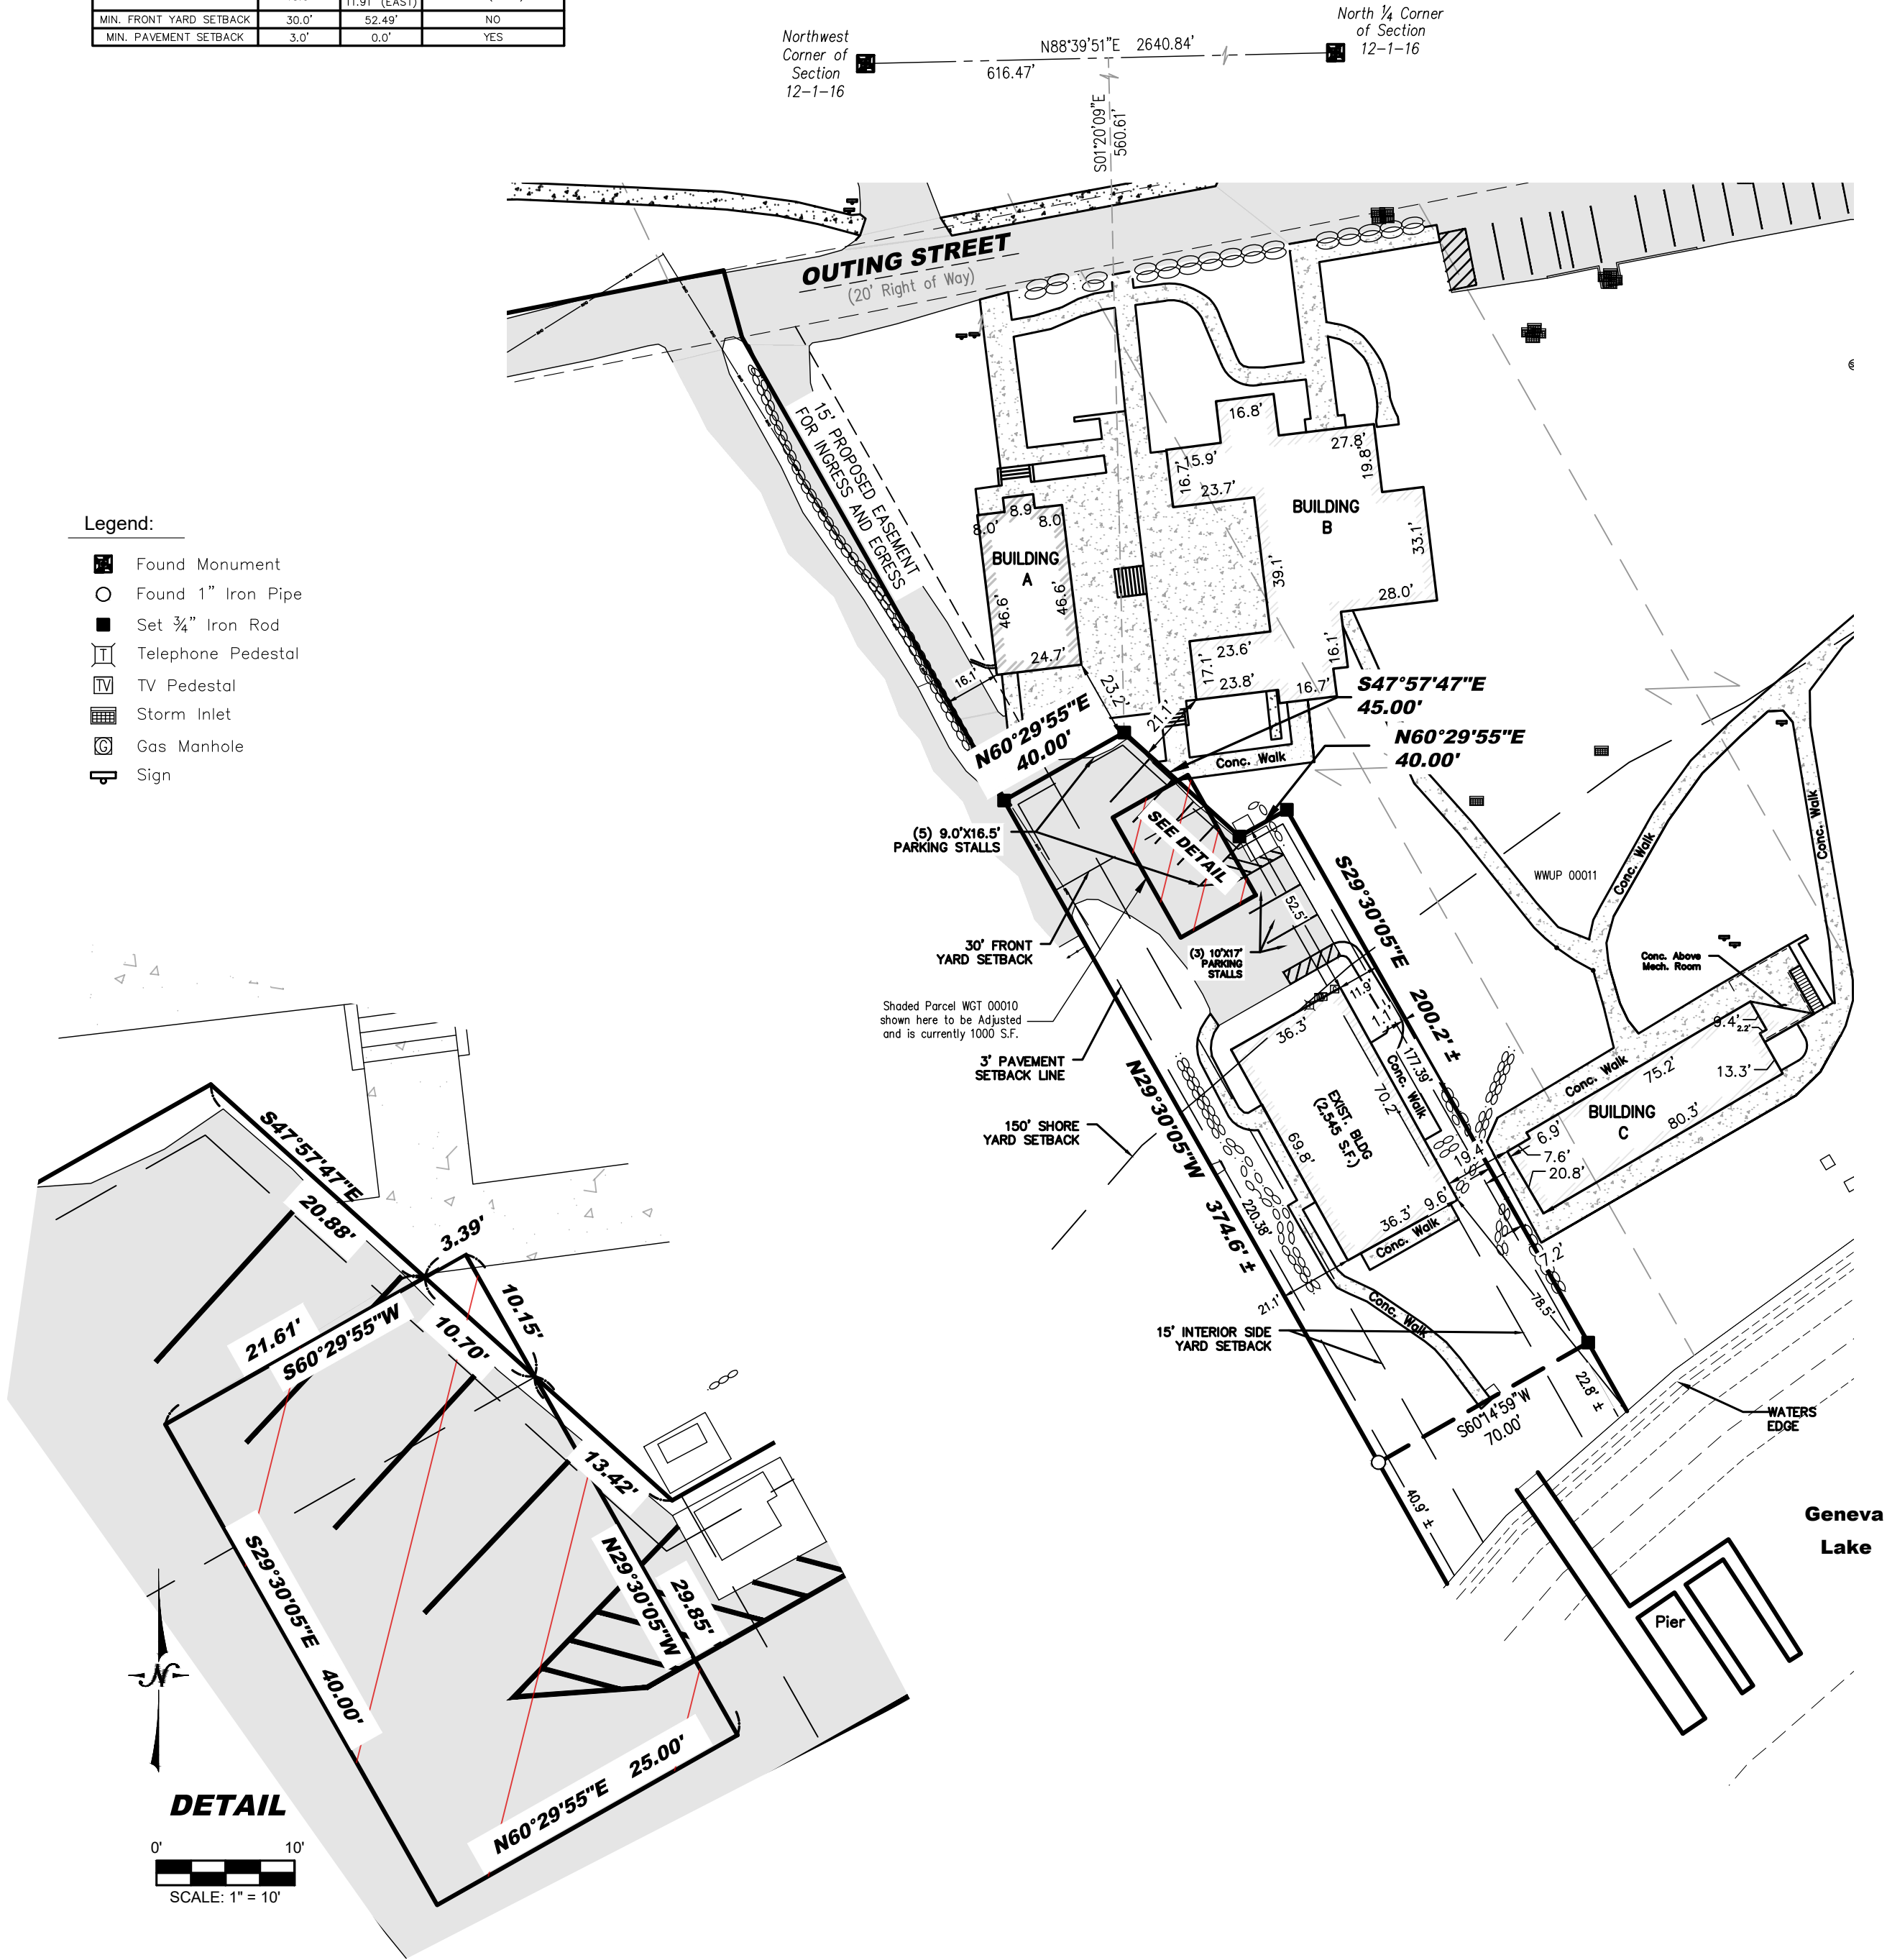 11.91' (EAST)
MIN. FRONT YARD SETBACK 30.0' 52.49' NO
MIN. PAVEMENT SETBACK 3.0' 0.0' YES
Northwest
Corner of
Section
12-1-16
N88°39'51"E 2640.84'
616.47'
North 1/4 Corner
of Section
12-1-16
S01°20'09"E
560.61'
OUTING STREET
(20' Right of Way)
15' PROPOSED EASEMENT
FOR INGRESS AND EGRESS
Legend:
Found Monument
Found 1" Iron Pipe
Set 3/4" Iron Rod
T Telephone Pedestal
TV TV Pedestal
Storm Inlet
G Gas Manhole
Sign
8.0'
8.9'
8.0
BUILDING
A
46.6'
46.6'
24.7'
16.1'
23.2'
16.8'
27.8'
19.8'
15.9'
16.7'
23.7'
BUILDING
B
33.1'
39.1'
28.0'
23.6'
17.1'
16.1'
23.8'
16.7'
21.1'
S47°57'47"E
45.00'
N60°29'55"E
40.00'
N60°29'55"E
40.00'
Conc. Walk
SEE DETAIL
(5) 9.0'X16.5'
PARKING STALLS
30' FRONT
YARD SETBACK
(3) 10'X17'
PARKING
STALLS
52.5'
S29°30'05"E 200.2' ±
WWUP 00011
Conc. Walk
Conc. Walk
Conc. Above
Mech. Room
Shaded Parcel WGT 00010
shown here to be Adjusted
and is currently 1000 S.F.
3' PAVEMENT
SETBACK LINE
150' SHORE
YARD SETBACK
N29°30'05"W 374.6' ±
36.3'
11.9'
1.1'
177.39'
Conc. Walk
70.2'
EXIST. BLDG
(2,545 S.F.)
69.8'
220.38'
36.3'
9.6'
Conc. Walk
19.4'
9.4'
2.2'
Conc. Walk
75.2'
13.3'
BUILDING
C
80.3'
6.9'
7.6'
20.8'
7.2'
78.5'
21.1'
Conc. Walk
15' INTERIOR SIDE
YARD SETBACK
S60°14'59"W
70.00'
22.8' ±
40.9' ±
WATERS
EDGE
Geneva
Lake
Pier
S47°57'47"E
20.88'
3.39'
10.15'
10.70'
21.61'
S60°29'55"W
13.42'
N29°30'05"W
29.85'
S29°30'05"E 40.00'
N60°29'55"E 25.00'
N
DETAIL
0' 10'
SCALE: 1" = 10'